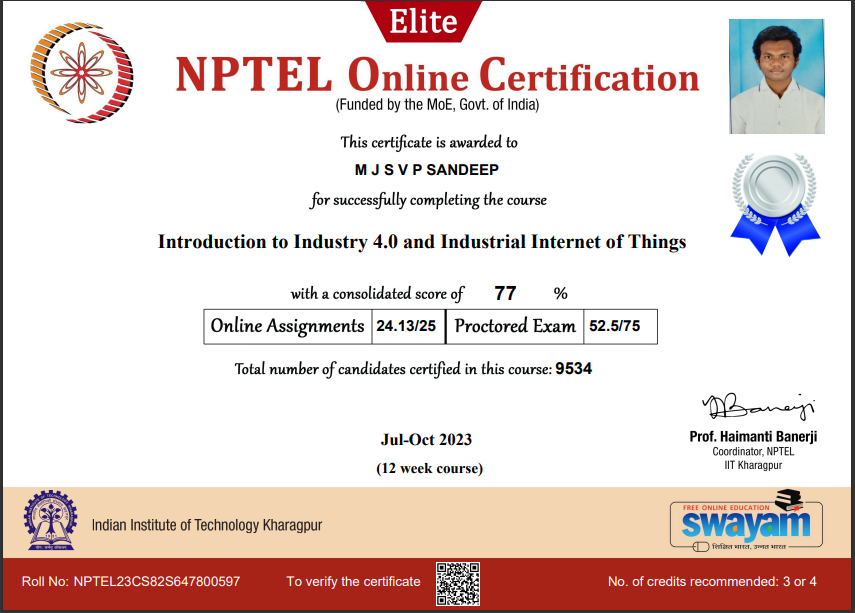 Elite
NPTEL Online Certification
(Funded by the MoE, Govt. of India)
This certificate is awarded to
M J S V P SANDEEP
for successfully completing the course
Introduction to Industry 4.0 and Industrial Internet of Things
with a consolidated score of 77 %
Online Assignments 24.13/25 Proctored Exam 52.5/75
Total number of candidates certified in this course: 9534
Prof. Haimanti Banerji
Coordinator, NPTEL
IIT Kharagpur
Jul-Oct 2023
(12 week course)
Indian Institute of Technology Kharagpur
FREE ONLINE EDUCATION
swayam
शिक्षित भारत, उन्नत भारत
Roll No: NPTEL23CS82S647800597
To verify the certificate
No. of credits recommended: 3 or 4